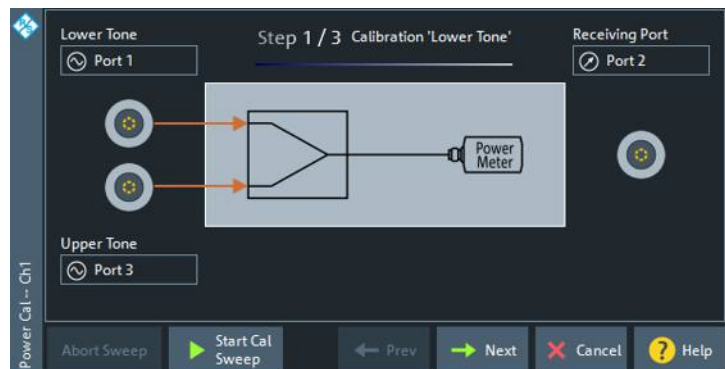 Lower Tone
Port 1
Step 1 / 3 Calibration 'Lower Tone'
Receiving Port
Port 2
Power
Meter
Upper Tone
Port 3
Power Cal -- Ch1
Abort Sweep
Start Cal
Sweep
Prev
Next
Cancel
? Help